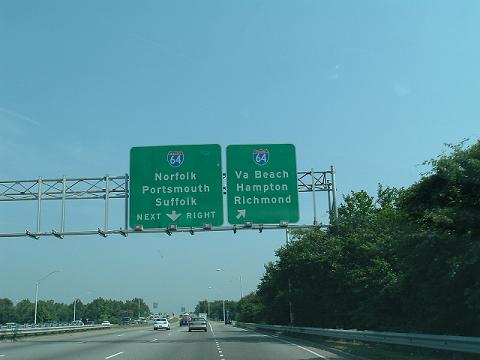 64
Norfolk
Portsmouth
Suffolk
NEXT RIGHT
64
Va Beach
Hampton
Richmond